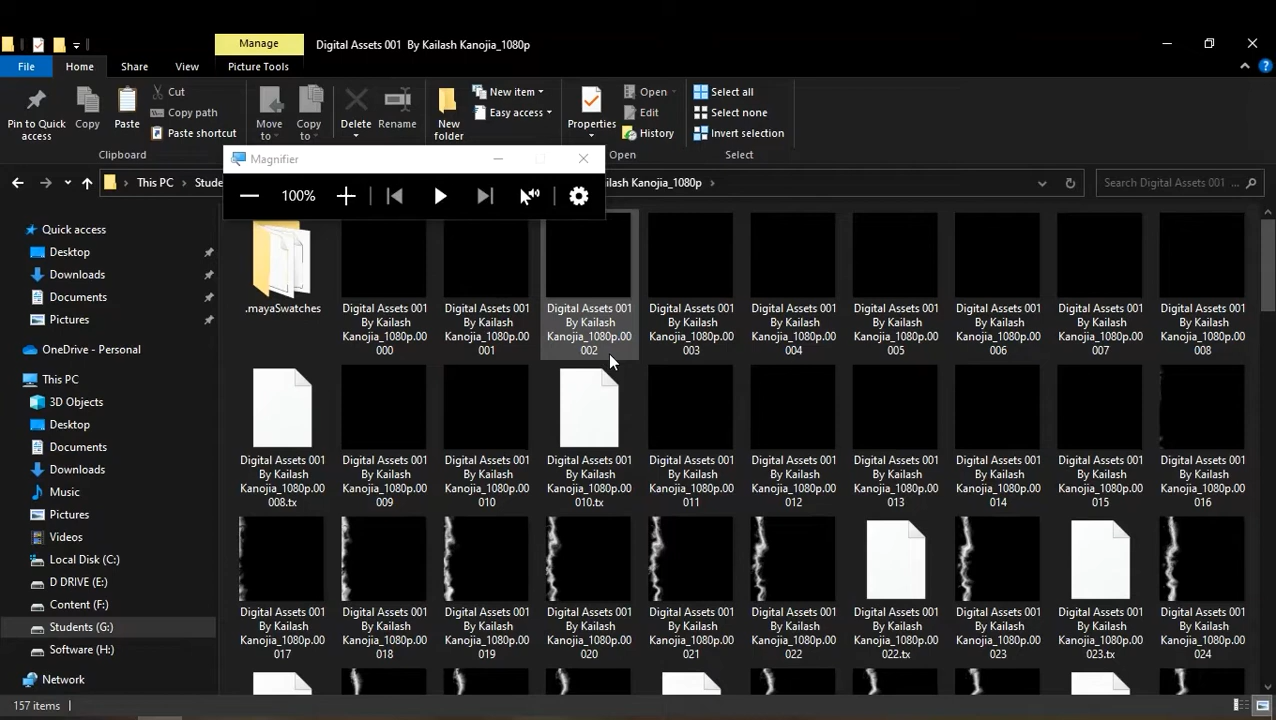 Manage
Digital Assets 001 By Kailash Kanojia_1080p
File
Home
Share
View
Picture Tools
Pin to Quick
access
Copy
Paste
Cut
Copy path
Paste shortcut
Clipboard
Move
to
Copy
to
Delete
Rename
New
folder
New item
Easy access
Properties
Open
Edit
History
Open
Select all
Select none
Invert selection
Select
Magnifier
100%
This PC
Stude
ailash Kanojia_1080p
Search Digital Assets 001 ...
Quick access
Desktop
Downloads
Documents
Pictures
OneDrive - Personal
This PC
3D Objects
Desktop
Documents
Downloads
Music
Pictures
Videos
Local Disk (C:)
D DRIVE (E:)
Content (F:)
Students (G:)
Software (H:)
Network
.mayaSwatches
Digital Assets 001
By Kailash
Kanojia_1080p.00
000
Digital Assets 001
By Kailash
Kanojia_1080p.00
001
Digital Assets 001
By Kailash
Kanojia_1080p.00
002
Digital Assets 001
By Kailash
Kanojia_1080p.00
003
Digital Assets 001
By Kailash
Kanojia_1080p.00
004
Digital Assets 001
By Kailash
Kanojia_1080p.00
005
Digital Assets 001
By Kailash
Kanojia_1080p.00
006
Digital Assets 001
By Kailash
Kanojia_1080p.00
007
Digital Assets 001
By Kailash
Kanojia_1080p.00
008
Digital Assets 001
By Kailash
Kanojia_1080p.00
008.tx
Digital Assets 001
By Kailash
Kanojia_1080p.00
009
Digital Assets 001
By Kailash
Kanojia_1080p.00
010
Digital Assets 001
By Kailash
Kanojia_1080p.00
010.tx
Digital Assets 001
By Kailash
Kanojia_1080p.00
011
Digital Assets 001
By Kailash
Kanojia_1080p.00
012
Digital Assets 001
By Kailash
Kanojia_1080p.00
013
Digital Assets 001
By Kailash
Kanojia_1080p.00
014
Digital Assets 001
By Kailash
Kanojia_1080p.00
015
Digital Assets 001
By Kailash
Kanojia_1080p.00
016
Digital Assets 001
By Kailash
Kanojia_1080p.00
017
Digital Assets 001
By Kailash
Kanojia_1080p.00
018
Digital Assets 001
By Kailash
Kanojia_1080p.00
019
Digital Assets 001
By Kailash
Kanojia_1080p.00
020
Digital Assets 001
By Kailash
Kanojia_1080p.00
021
Digital Assets 001
By Kailash
Kanojia_1080p.00
022
Digital Assets 001
By Kailash
Kanojia_1080p.00
022.tx
Digital Assets 001
By Kailash
Kanojia_1080p.00
023
Digital Assets 001
By Kailash
Kanojia_1080p.00
023.tx
Digital Assets 001
By Kailash
Kanojia_1080p.00
024
157 items